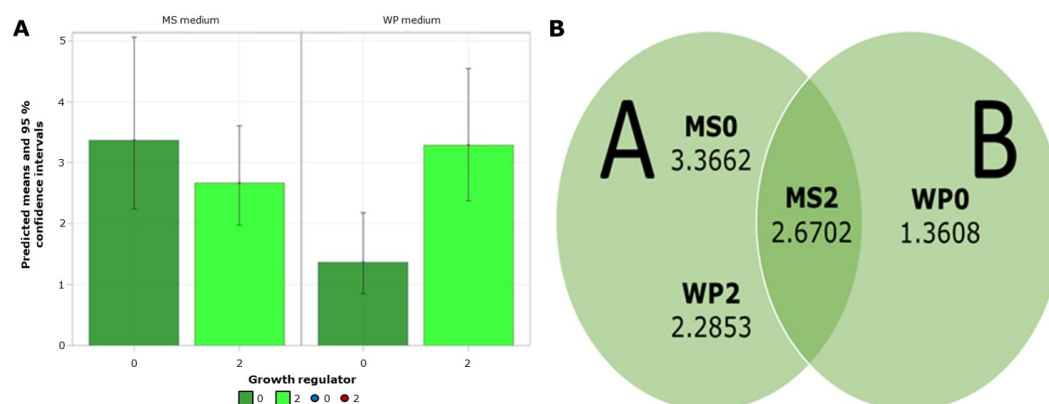 A
MS medium
WP medium
Predicted means and 95 %
confidence intervals
5
4
3
2
1
0
0
2
0
2
Growth regulator
0 2 0 2
B
A
B
MS0
3.3662
MS2
2.6702
WP0
1.3608
WP2
2.2853